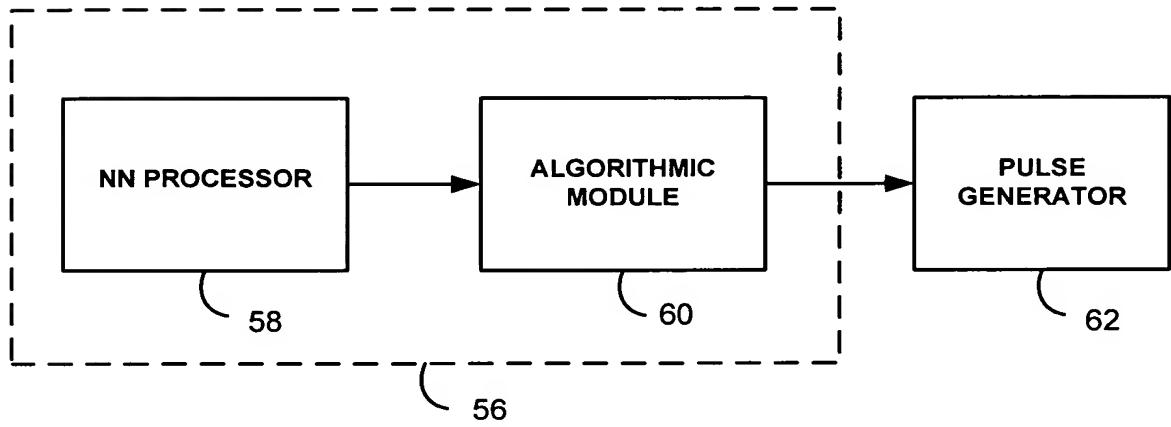 NN PROCESSOR
ALGORITHMIC
MODULE
PULSE
GENERATOR
58
60
62
56